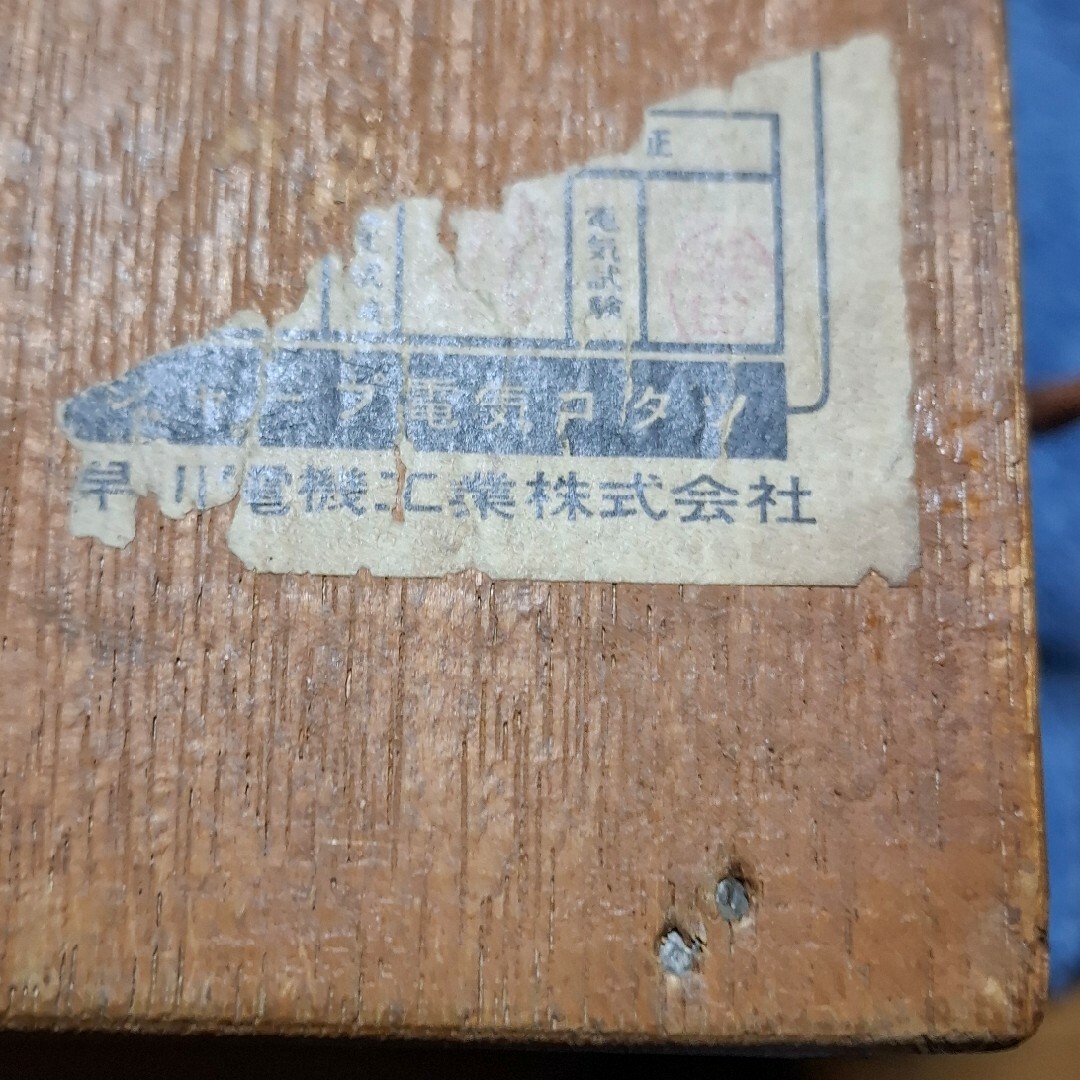 正
電気試験
シャープ電気コタツ
早川電機工業株式会社